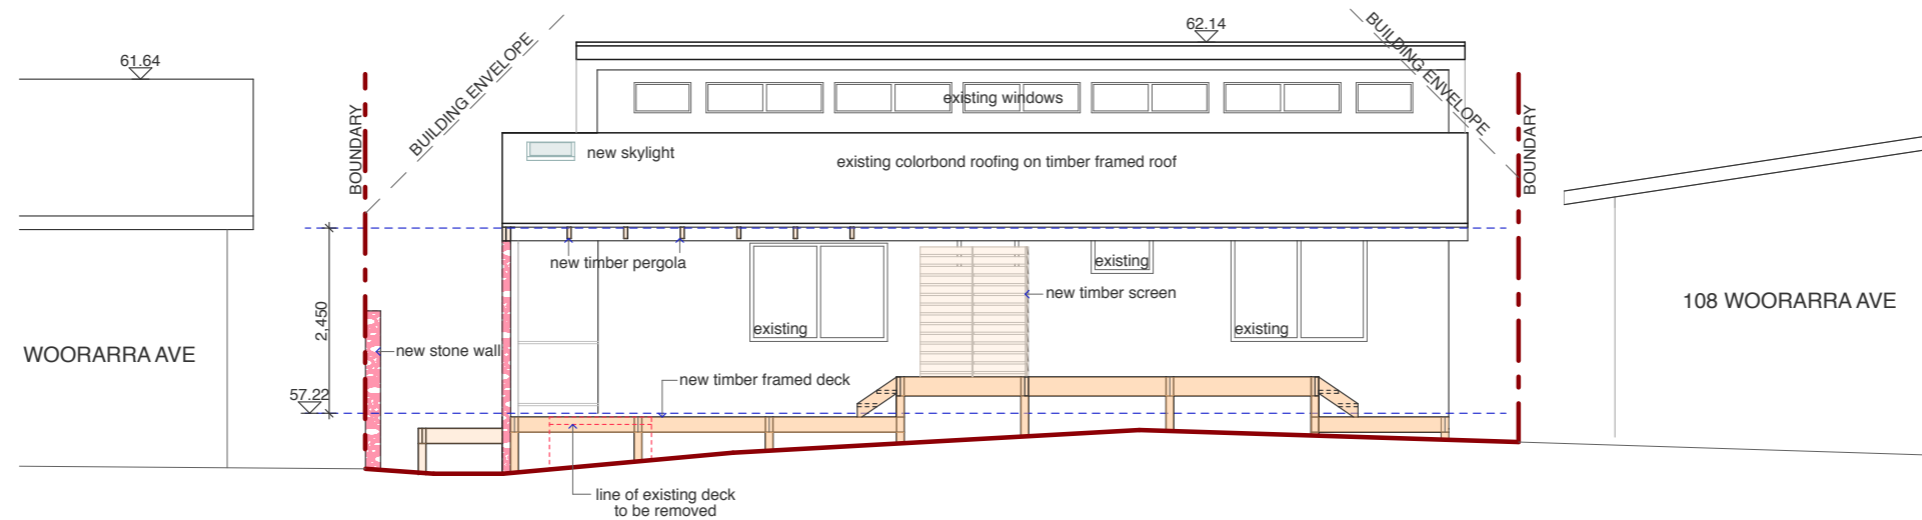 62.14
61.64
BUILDING ENVELOPE
BUILDING ENVELOPE
existing windows
BOUNDARY
BOUNDARY
new skylight
existing colorbond roofing on timber framed roof
new timber pergola
existing
new timber screen
108 WOORARRA AVE
2,450
existing
existing
new stone wall
WOORARRA AVE
new timber framed deck
57.22
line of existing deck
to be removed